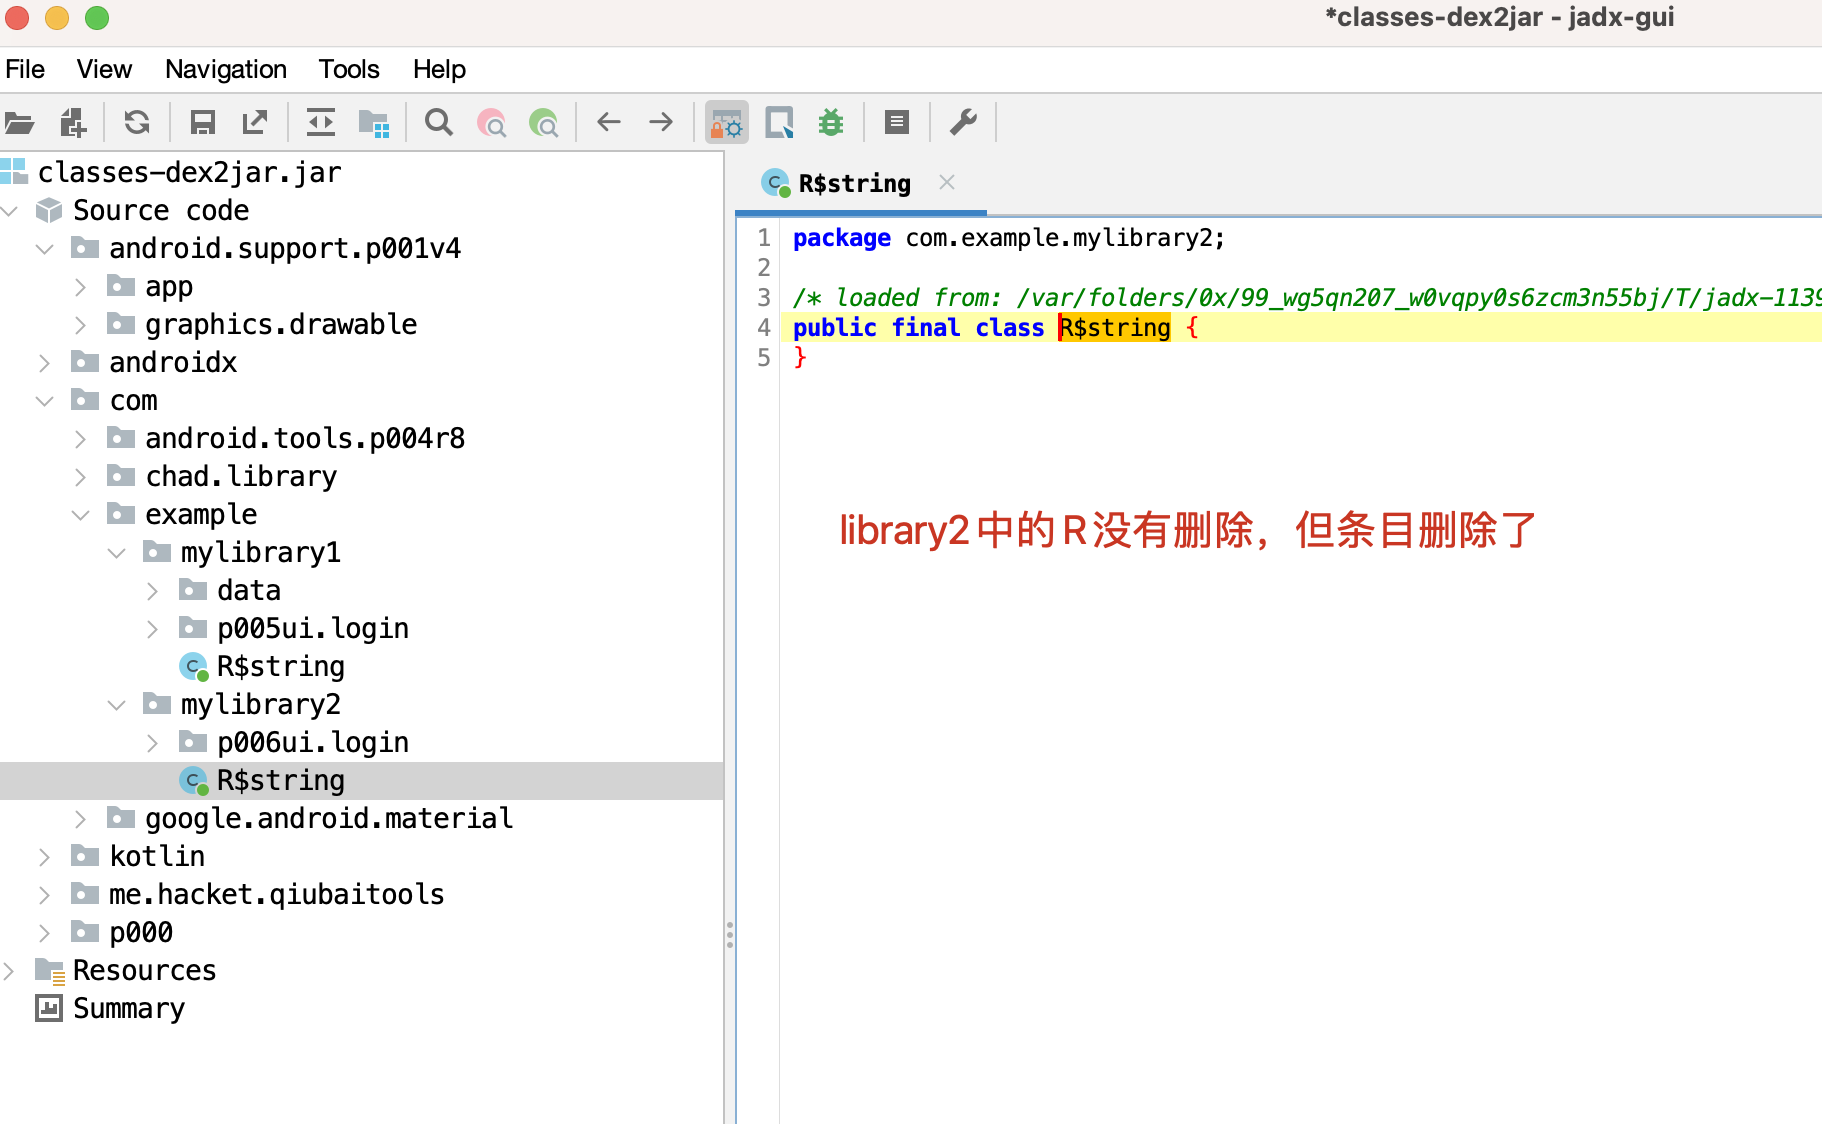 *classes-dex2jar - jadx-gui
File View Navigation Tools Help
classes-dex2jar.jar
Source code
android.support.p001v4
app
graphics.drawable
androidx
com
android.tools.p004r8
chad.library
example
mylibrary1
data
p005ui.login
R$string
mylibrary2
p006ui.login
R$string
google.android.material
kotlin
me.hacket.qiubaitools
p000
Resources
Summary
R$string
1 package com.example.mylibrary2;
2
3 /* loaded from: /var/folders/0x/99_wg5qn207_w0vqpy0s6zcm3n55bj/T/jadx-1139
4 public final class R$string {
5 }
library2中的R没有删除，但条目删除了